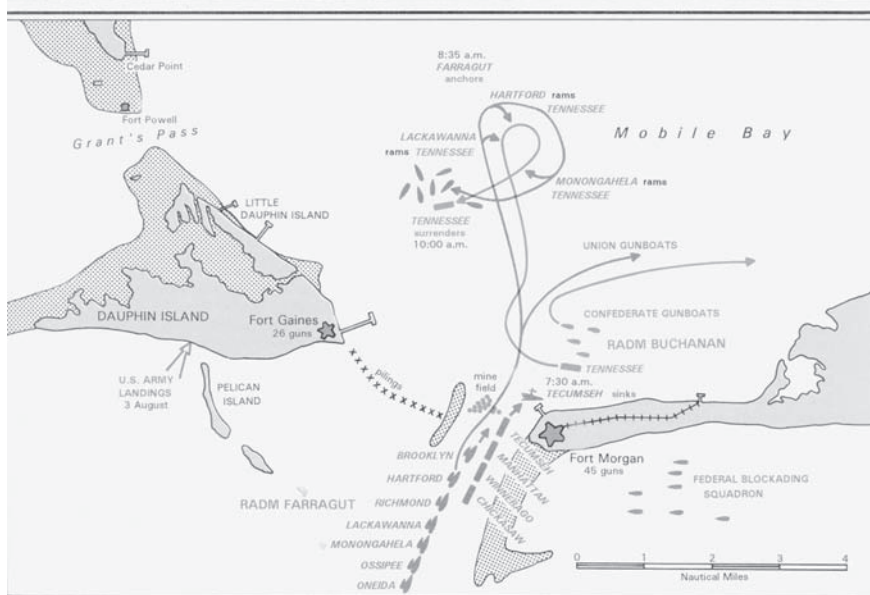 Cedar Point
Fort Powell
Grant's Pass
8:35 a.m.
FARRAGUT
anchors
HARTFORD rams
TENNESSEE
LACKAWANNA
rams TENNESSEE
Mobile Bay
MONONGAHELA rams
TENNESSEE
TENNESSEE
surrenders
10:00 a.m.
LITTLE
DAUPHIN ISLAND
UNION GUNBOATS
DAUPHIN ISLAND
Fort Gaines
26 guns
CONFEDERATE GUNBOATS
RADM BUCHANAN
TENNESSEE
pilings
mine
field
7:30 a.m.
TECUMSEH sinks
U.S. ARMY
LANDINGS
3 August
PELICAN
ISLAND
Fort Morgan
45 guns
BROOKLYN
HARTFORD
RICHMOND
LACKAWANNA
MONONGAHELA
OSSIPEE
ONEIDA
TECUMSEH
MANHATTAN
WINNEBAGO
CHICKASAW
RADM FARRAGUT
FEDERAL BLOCKADING
SQUADRON
0 1 2 3 4
Nautical Miles